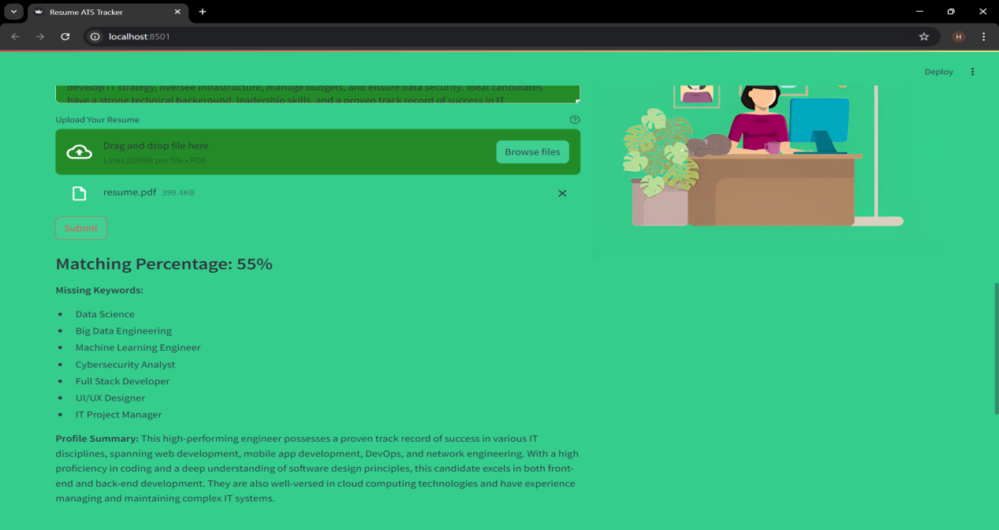 Resume ATS Tracker
localhost:8501
H
Deploy
develop IT strategy, oversee infrastructure, manage budgets, and ensure data security. Ideal candidates
have a strong technical background, leadership skills, and a proven track record of success in IT
Upload Your Resume
Drag and drop file here
Limit 200MB per file • PDF
Browse files
resume.pdf 399.4KB
Submit
Matching Percentage: 55%
Missing Keywords:
• Data Science
• Big Data Engineering
• Machine Learning Engineer
• Cybersecurity Analyst
• Full Stack Developer
• UI/UX Designer
• IT Project Manager
Profile Summary: This high-performing engineer possesses a proven track record of success in various IT
disciplines, spanning web development, mobile app development, DevOps, and network engineering. With a high
proficiency in coding and a deep understanding of software design principles, this candidate excels in both front-
end and back-end development. They are also well-versed in cloud computing technologies and have experience
managing and maintaining complex IT systems.